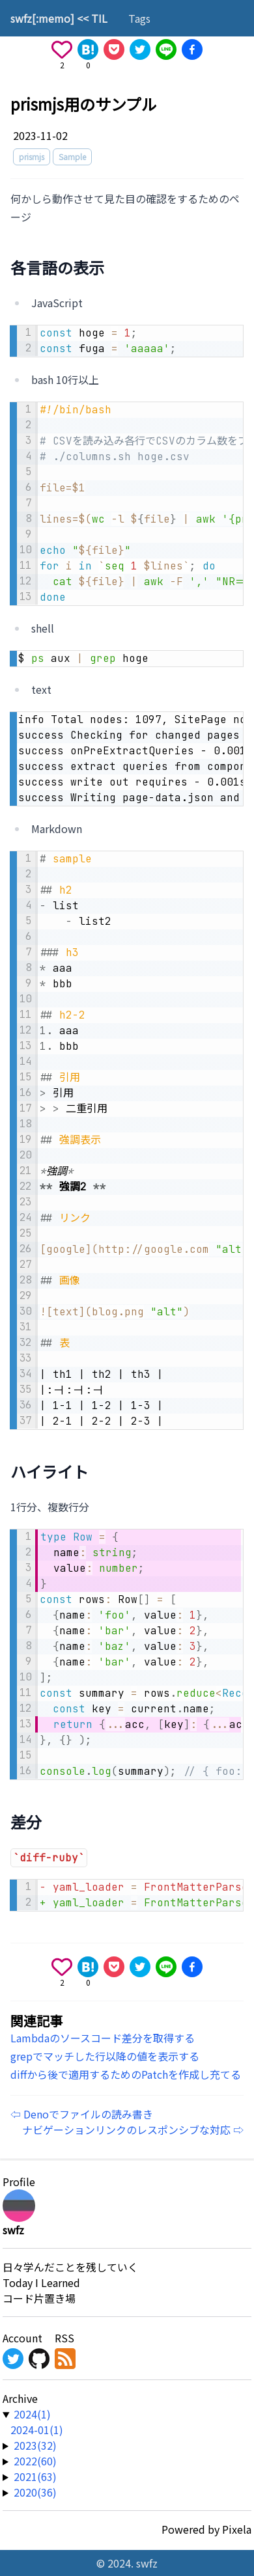 swfz[:memo] << TIL Tags
2 0
prismjs用のサンプル
2023-11-02
prismjs Sample
何かしら動作させて見た目の確認をするためのペ
ージ
各言語の表示
JavaScript
1 const hoge = 1;
2 const fuga = 'aaaaa';
bash 10行以上
1 #!/bin/bash
2
3 # CSVを読み込み各行でCSVのカラム数を
4 # ./columns.sh hoge.csv
5
6 file=$1
7
8 lines=$(wc -l ${file} | awk '{p
9
10 echo "${file}"
11 for i in `seq 1 $lines`; do
12   cat ${file} | awk -F ',' "NR==
13 done
shell
$ ps aux | grep hoge
text
info Total nodes: 1097, SitePage no
success Checking for changed pages
success onPreExtractQueries - 0.001
success extract queries from compon
success write out requires - 0.001s
success Writing page-data.json and
Markdown
1 # sample
2
3 ## h2
4 - list
5     - list2
6
7 ### h3
8 * aaa
9 * bbb
10
11 ## h2-2
12 1. aaa
13 1. bbb
14
15 ## 引用
16 > 引用
17 > > 二重引用
18
19 ## 強調表示
20
21 *強調*
22 ** 強調2 **
23
24 ## リンク
25
26 [google](http://google.com "alt
27
28 ## 画像
29
30 ![text](blog.png "alt")
31
32 ## 表
33
34 | th1 | th2 | th3 |
35 |:-|:-|:-|
36 | 1-1 | 1-2 | 1-3 |
37 | 2-1 | 2-2 | 2-3 |
ハイライト
1行分、複数行分
1 type Row = {
2   name: string;
3   value: number;
4 }
5 const rows: Row[] = [
6   {name: 'foo', value: 1},
7   {name: 'bar', value: 2},
8   {name: 'baz', value: 3},
9   {name: 'bar', value: 2},
10 ];
11 const summary = rows.reduce<Rec
12   const key = current.name;
13   return {...acc, [key]: {...ac
14 }, {} );
15
16 console.log(summary); // { foo:
差分
`diff-ruby`
1 - yaml_loader = FrontMatterPars
2 + yaml_loader = FrontMatterPars
2 0
関連記事
Lambdaのソースコード差分を取得する
grepでマッチした行以降の値を表示する
diffから後で適用するためのPatchを作成し充てる
⇦ Denoでファイルの読み書き
ナビゲーションリンクのレスポンシブな対応 ⇨
Profile
swfz
日々学んだことを残していく
Today I Learned
コード片置き場
Account RSS
Archive
▼ 2024(1)
2024-01(1)
▶ 2023(32)
▶ 2022(60)
▶ 2021(63)
▶ 2020(36)
Powered by Pixela
© 2024. swfz